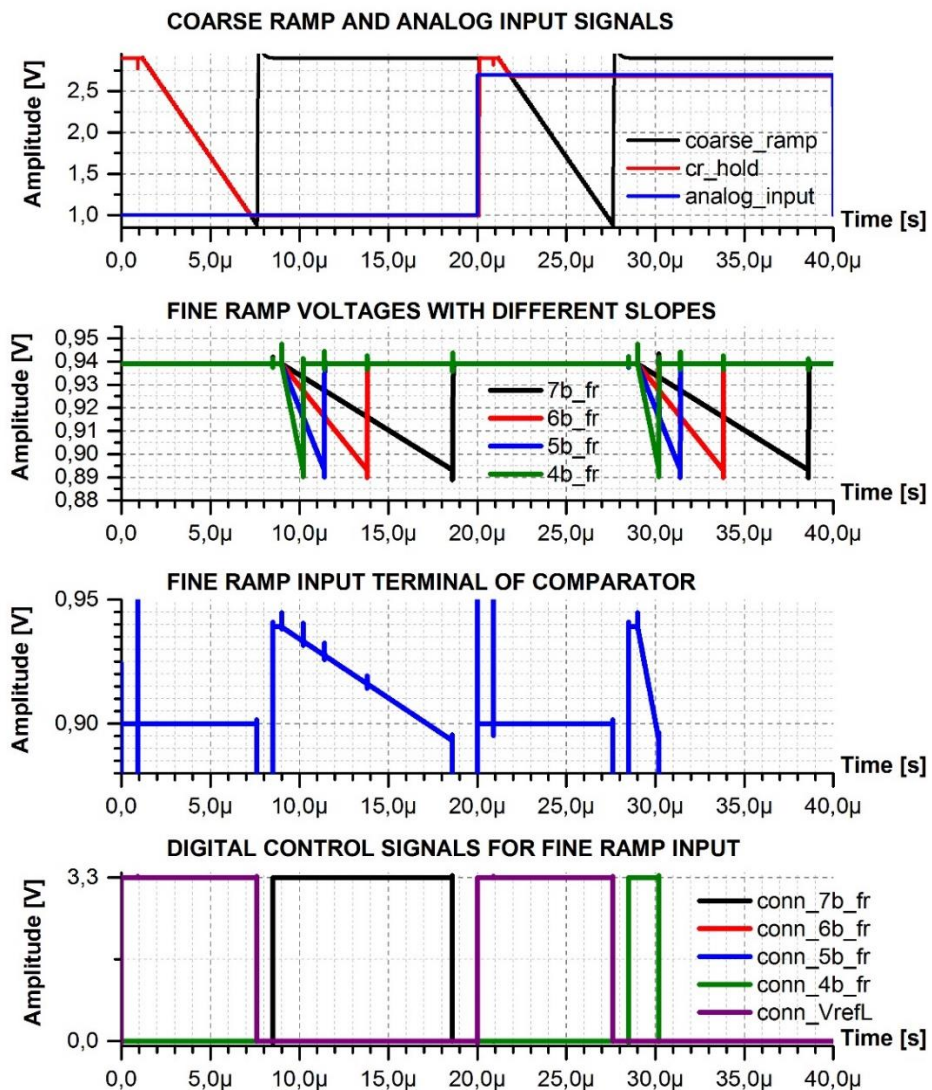 COARSE RAMP AND ANALOG INPUT SIGNALS
Amplitude [V]
2,5
2,0
1,5
1,0
coarse_ramp
cr_hold
analog_input
Time [s]
0,0 5,0µ 10,0µ 15,0µ 20,0µ 25,0µ 30,0µ 35,0µ 40,0µ
FINE RAMP VOLTAGES WITH DIFFERENT SLOPES
Amplitude [V]
0,95
0,94
0,93
0,92
0,91
0,90
0,89
0,88
7b_fr
6b_fr
5b_fr
4b_fr
Time [s]
0,0 5,0µ 10,0µ 15,0µ 20,0µ 25,0µ 30,0µ 35,0µ 40,0µ
FINE RAMP INPUT TERMINAL OF COMPARATOR
Amplitude [V]
0,95
0,90
Time [s]
0,0 5,0µ 10,0µ 15,0µ 20,0µ 25,0µ 30,0µ 35,0µ 40,0µ
DIGITAL CONTROL SIGNALS FOR FINE RAMP INPUT
Amplitude [V]
3,3
0,0
conn_7b_fr
conn_6b_fr
conn_5b_fr
conn_4b_fr
conn_VrefL
Time [s]
0,0 5,0µ 10,0µ 15,0µ 20,0µ 25,0µ 30,0µ 35,0µ 40,0µ